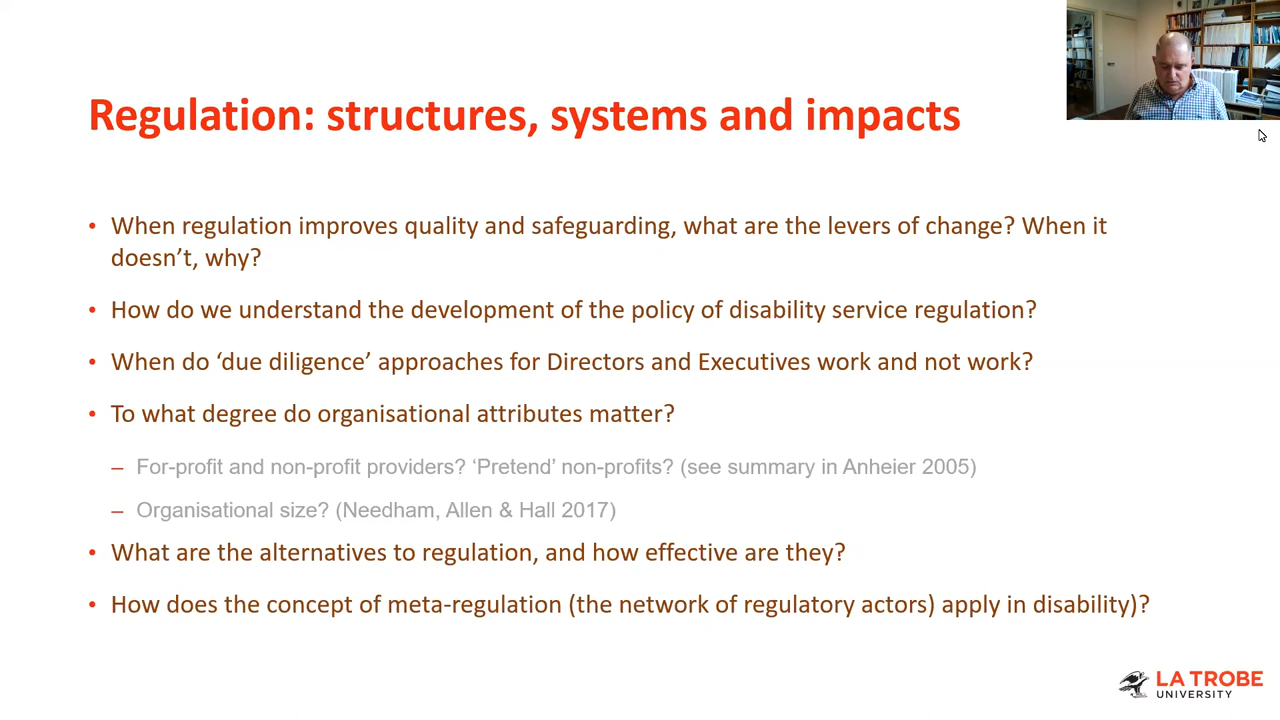 Regulation: structures, systems and impacts
• When regulation improves quality and safeguarding, what are the levers of change? When it
doesn't, why?
• How do we understand the development of the policy of disability service regulation?
• When do ‘due diligence’ approaches for Directors and Executives work and not work?
• To what degree do organisational attributes matter?
– For-profit and non-profit providers? ‘Pretend’ non-profits? (see summary in Anheier 2005)
– Organisational size? (Needham, Allen & Hall 2017)
• What are the alternatives to regulation, and how effective are they?
• How does the concept of meta-regulation (the network of regulatory actors) apply in disability)?
LA TROBE
UNIVERSITY